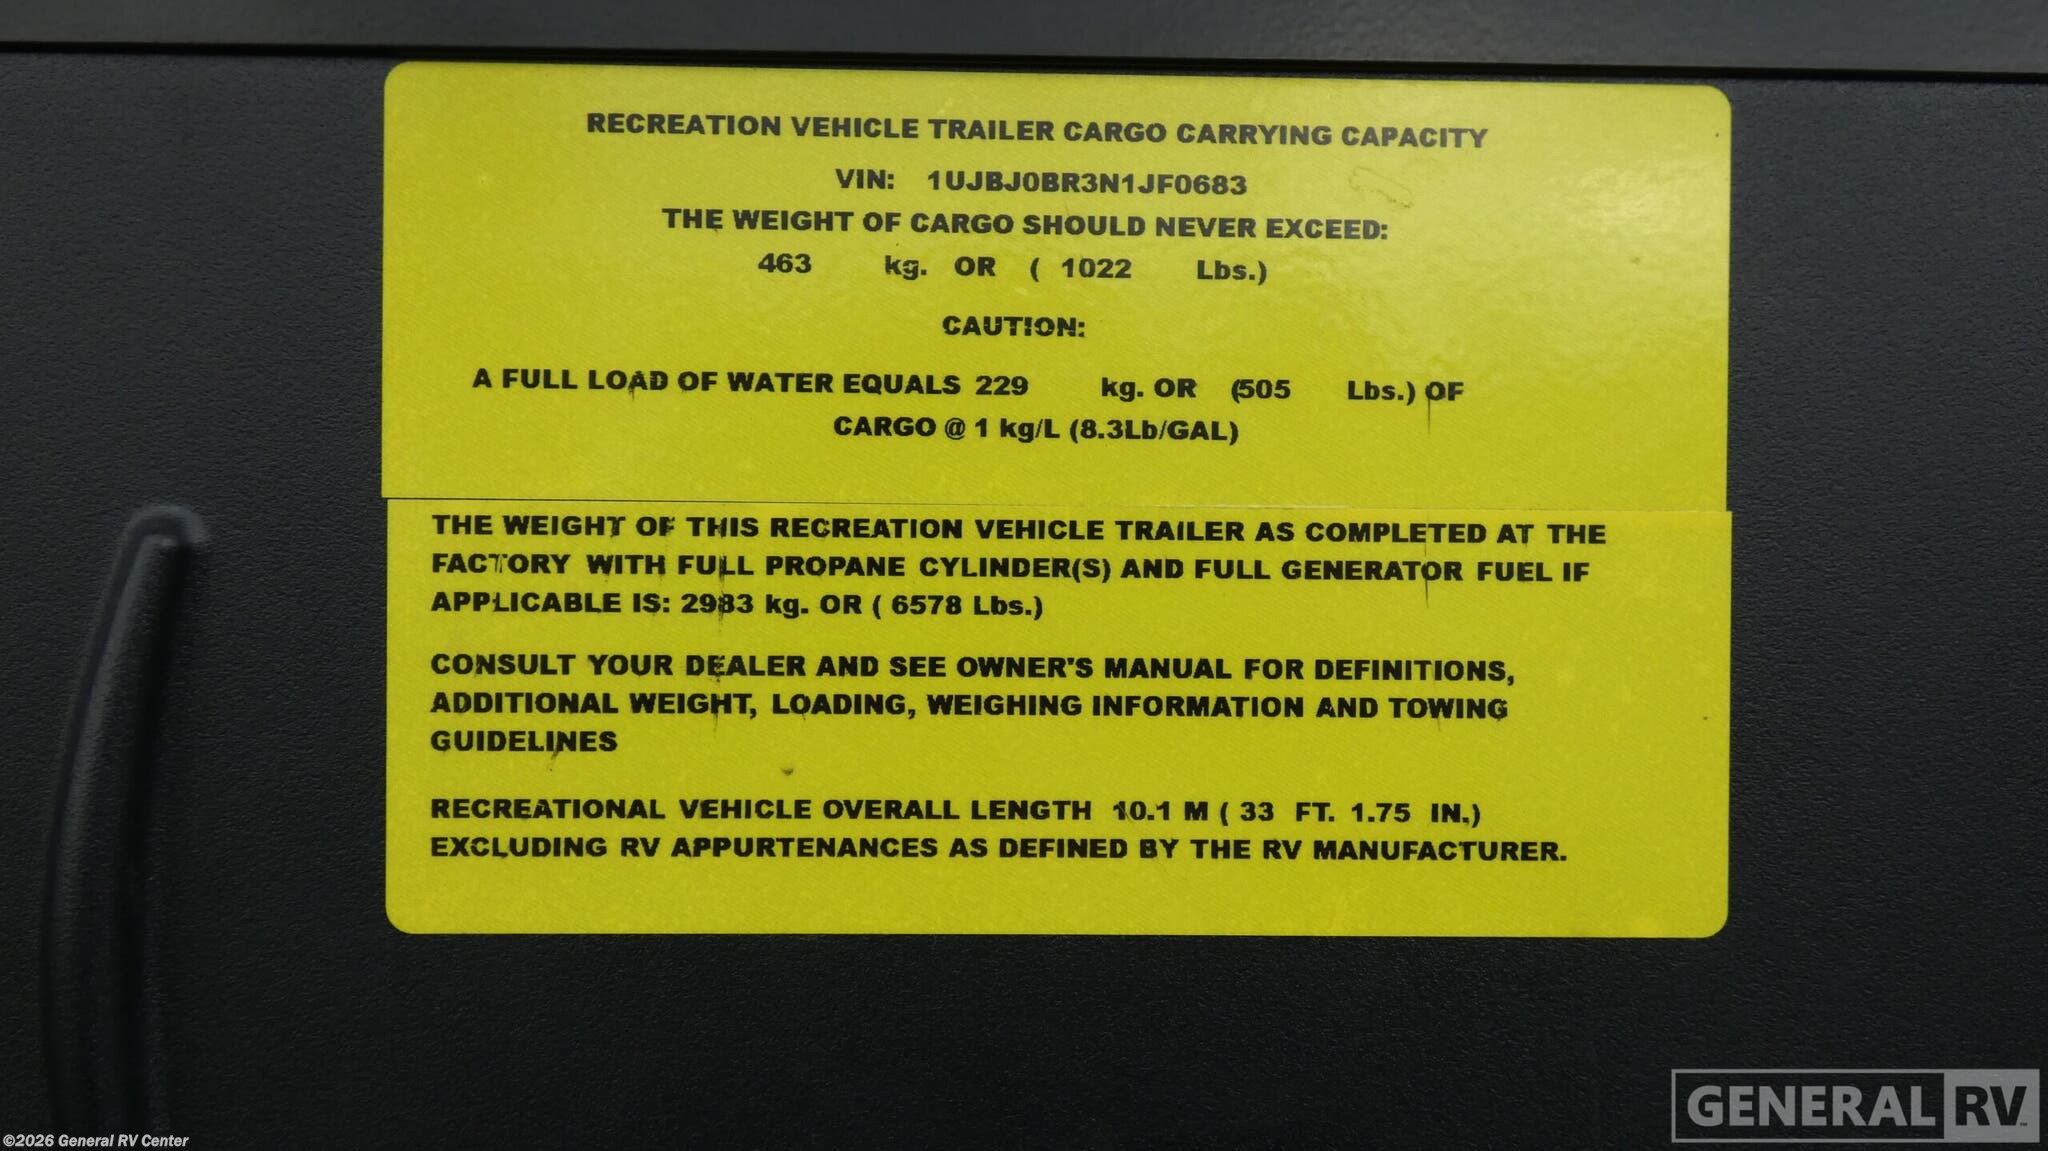 RECREATION VEHICLE TRAILER CARGO CARRYING CAPACITY
VIN: 1UJBJ0BR3N1JF0683
THE WEIGHT OF CARGO SHOULD NEVER EXCEED:
463 kg. OR ( 1022 Lbs.)
CAUTION:
A FULL LOAD OF WATER EQUALS 229 kg. OR (505 Lbs.) OF
CARGO @ 1 kg/L (8.3Lb/GAL)
THE WEIGHT OF THIS RECREATION VEHICLE TRAILER AS COMPLETED AT THE
FACTORY WITH FULL PROPANE CYLINDER(S) AND FULL GENERATOR FUEL IF
APPLICABLE IS: 2983 kg. OR ( 6578 Lbs.)
CONSULT YOUR DEALER AND SEE OWNER'S MANUAL FOR DEFINITIONS,
ADDITIONAL WEIGHT, LOADING, WEIGHING INFORMATION AND TOWING
GUIDELINES
RECREATIONAL VEHICLE OVERALL LENGTH 10.1 M ( 33 FT. 1.75 IN.)
EXCLUDING RV APPURTENANCES AS DEFINED BY THE RV MANUFACTURER.
GENERAL RV
©2026 General RV Center